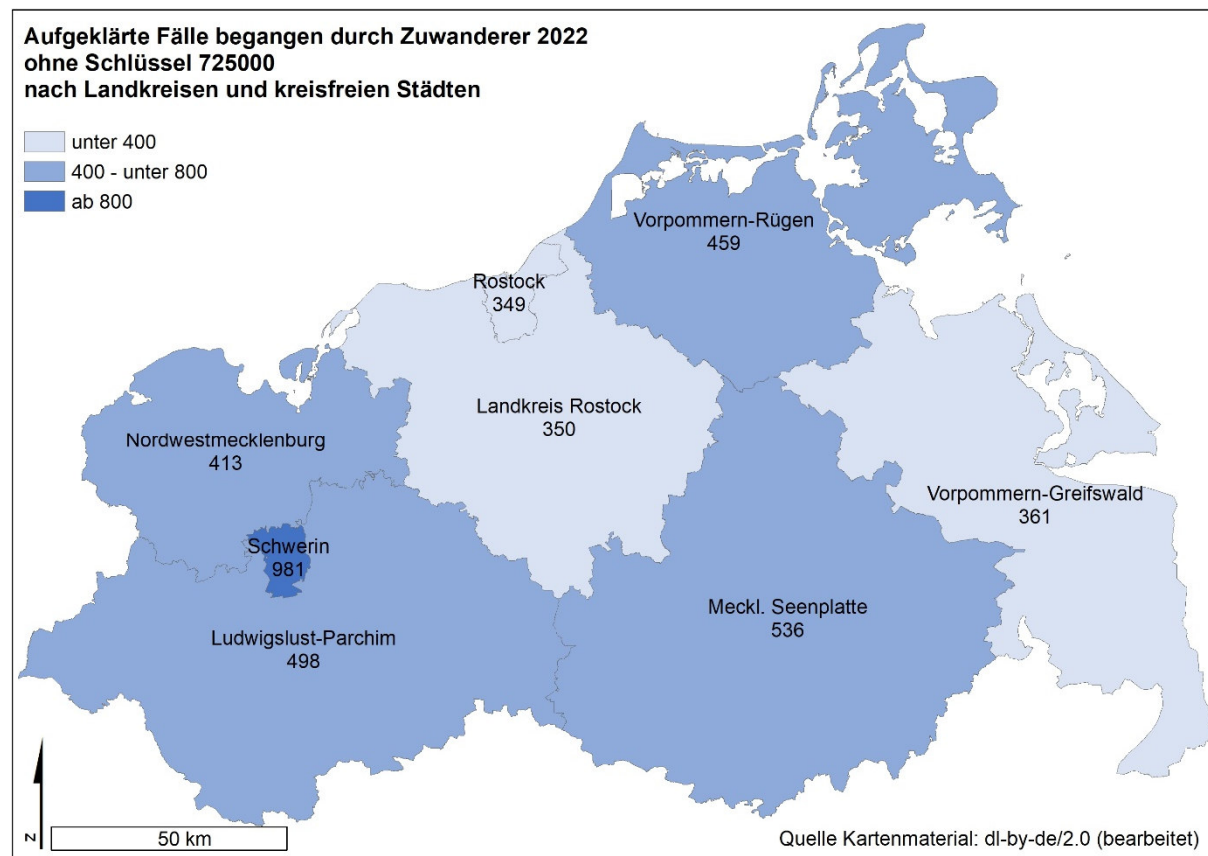 Aufgeklärte Fälle begangen durch Zuwanderer 2022
ohne Schlüssel 725000
nach Landkreisen und kreisfreien Städten
unter 400
400 - unter 800
ab 800
Vorpommern-Rügen
459
Rostock
349
Landkreis Rostock
350
Nordwestmecklenburg
413
Vorpommern-Greifswald
361
Schwerin
981
Meckl. Seenplatte
536
Ludwigslust-Parchim
498
N
50 km
Quelle Kartenmaterial: dl-by-de/2.0 (bearbeitet)